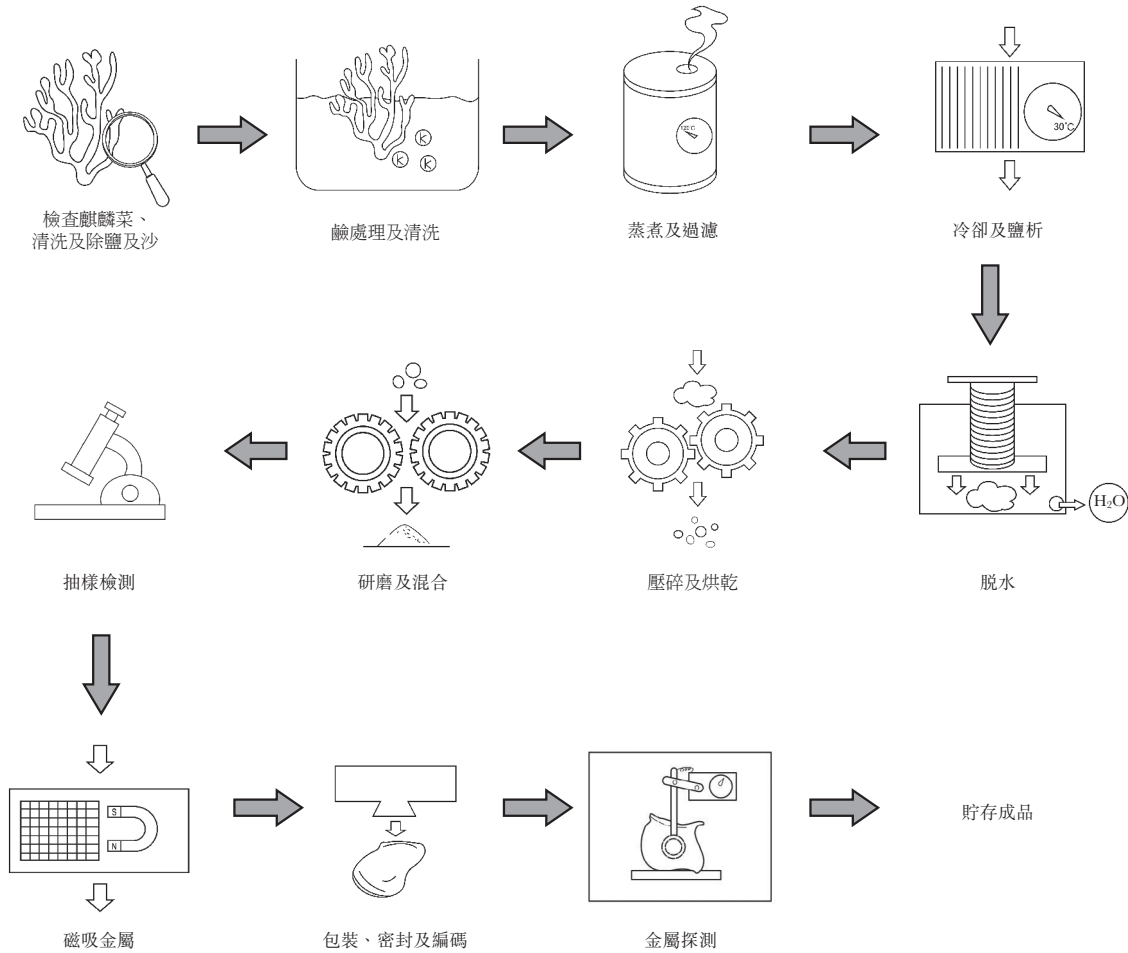 檢查麒麟菜、
清洗及除鹽及沙
K
K
K
鹼處理及清洗
120°C
蒸煮及過濾
30°C
冷卻及鹽析
H₂O
脫水
壓碎及烘乾
研磨及混合
抽樣檢測
S
N
磁吸金屬
包裝、密封及編碼
金屬探測
貯存成品